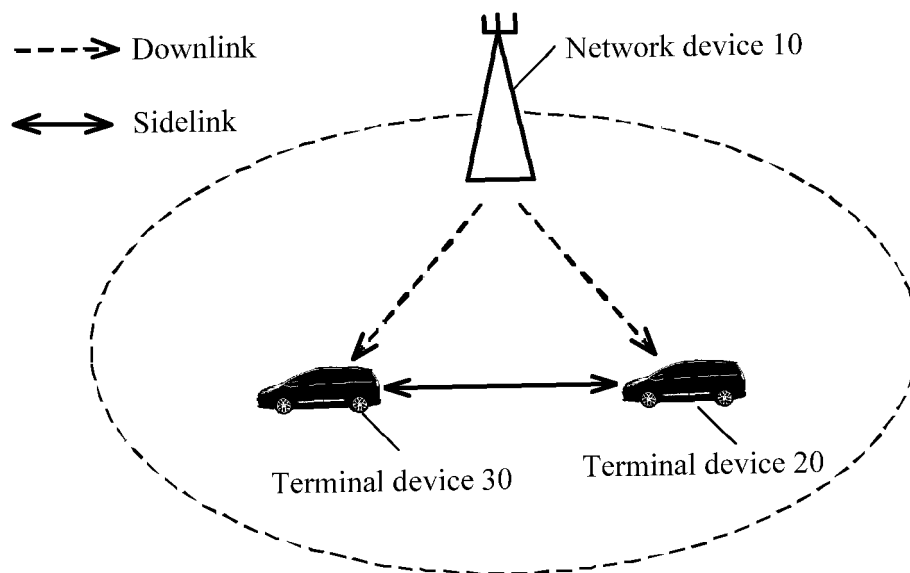 Downlink
Network device 10
Sidelink
Terminal device 30
Terminal device 20